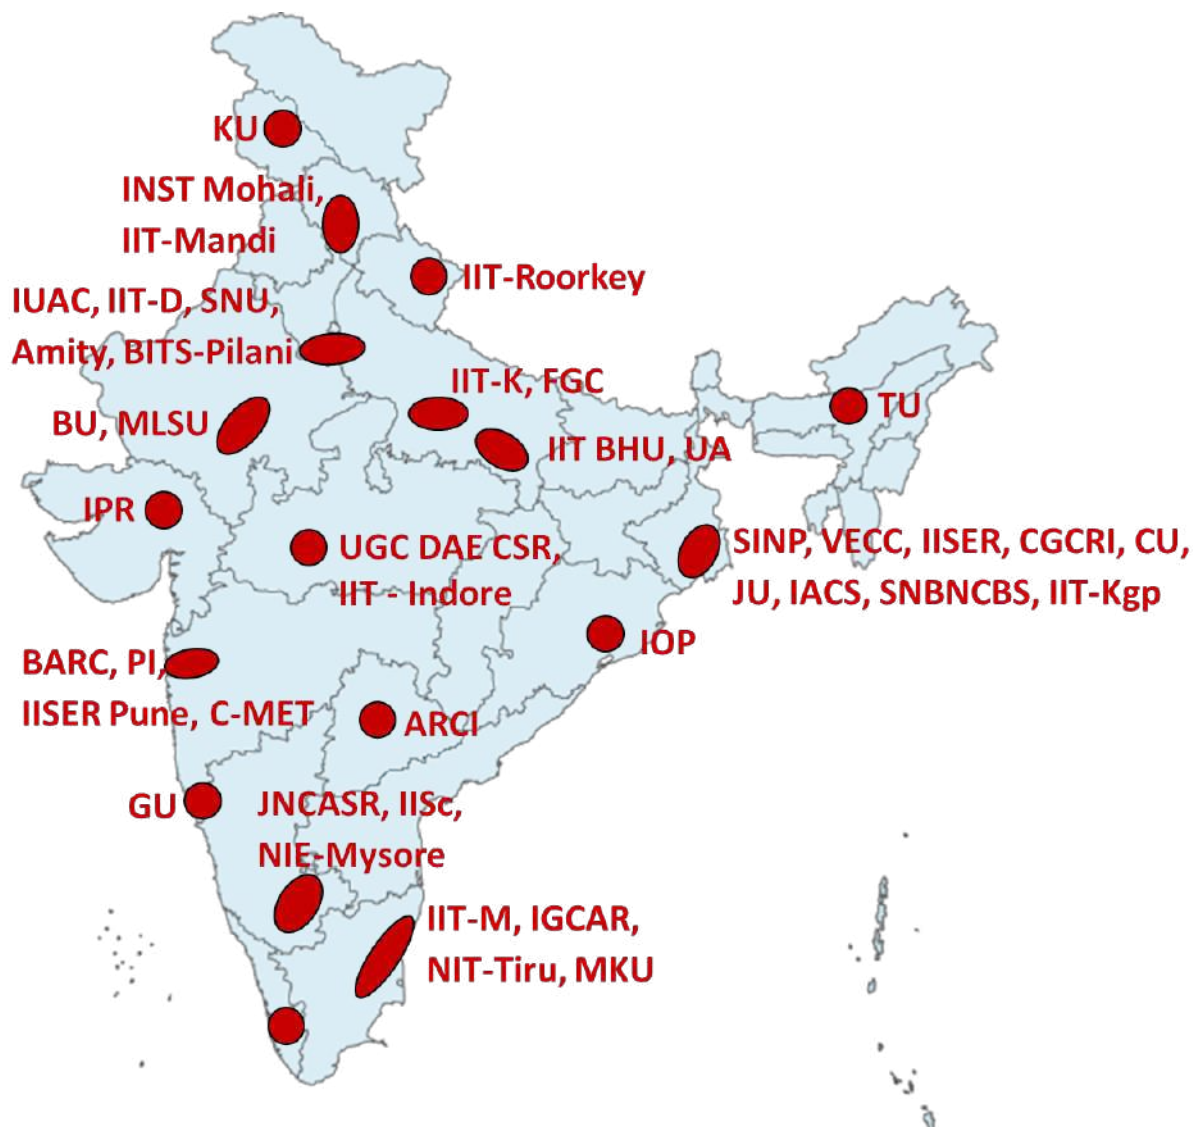 KU
INST Mohali,
IIT-Mandi
IIT-Roorkey
IUAC, IIT-D, SNU,
Amity, BITS-Pilani
IIT-K, FGC
TU
BU, MLSU
IIT BHU, UA
IPR
UGC DAE CSR,
IIT - Indore
SINP, VECC, IISER, CGCRI, CU,
JU, IACS, SNBNCBS, IIT-Kgp
IOP
BARC, PI,
IISER Pune, C-MET
ARCI
GU
JNCASR, IISc,
NIE-Mysore
IIT-M, IGCAR,
NIT-Tiru, MKU